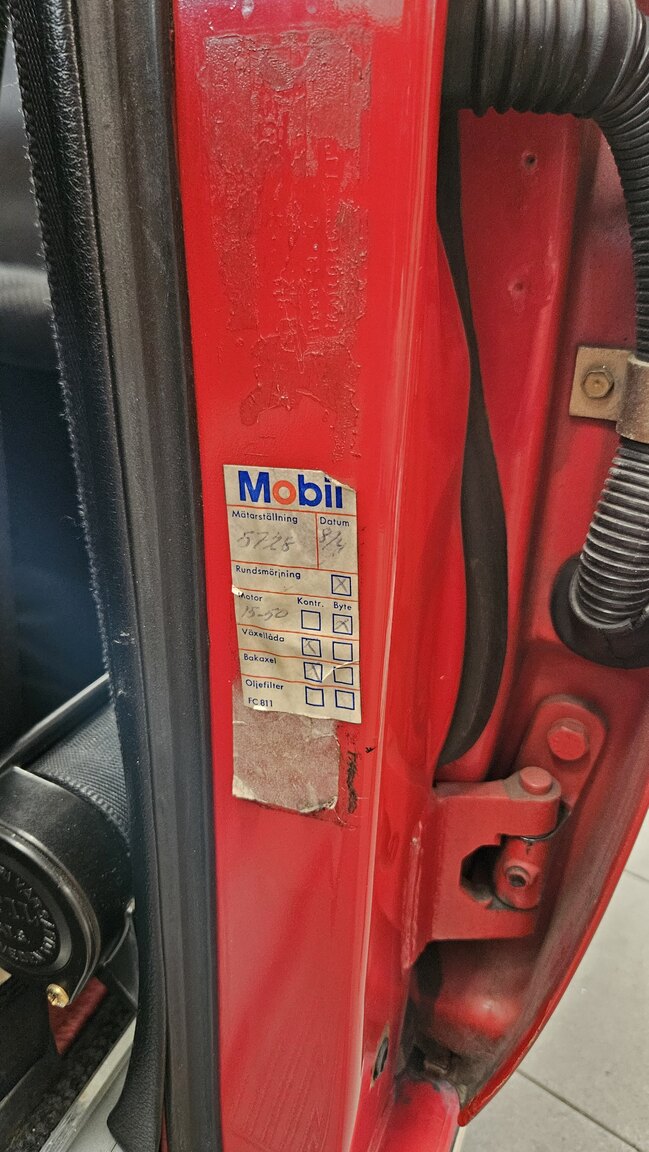 Mobil
Mätarställning Datum
5728 8/4
Rundsmörjning
Motor Kontr. Byte
15-50
Växellåda
Bakaxel
Oljefilter
FC 811